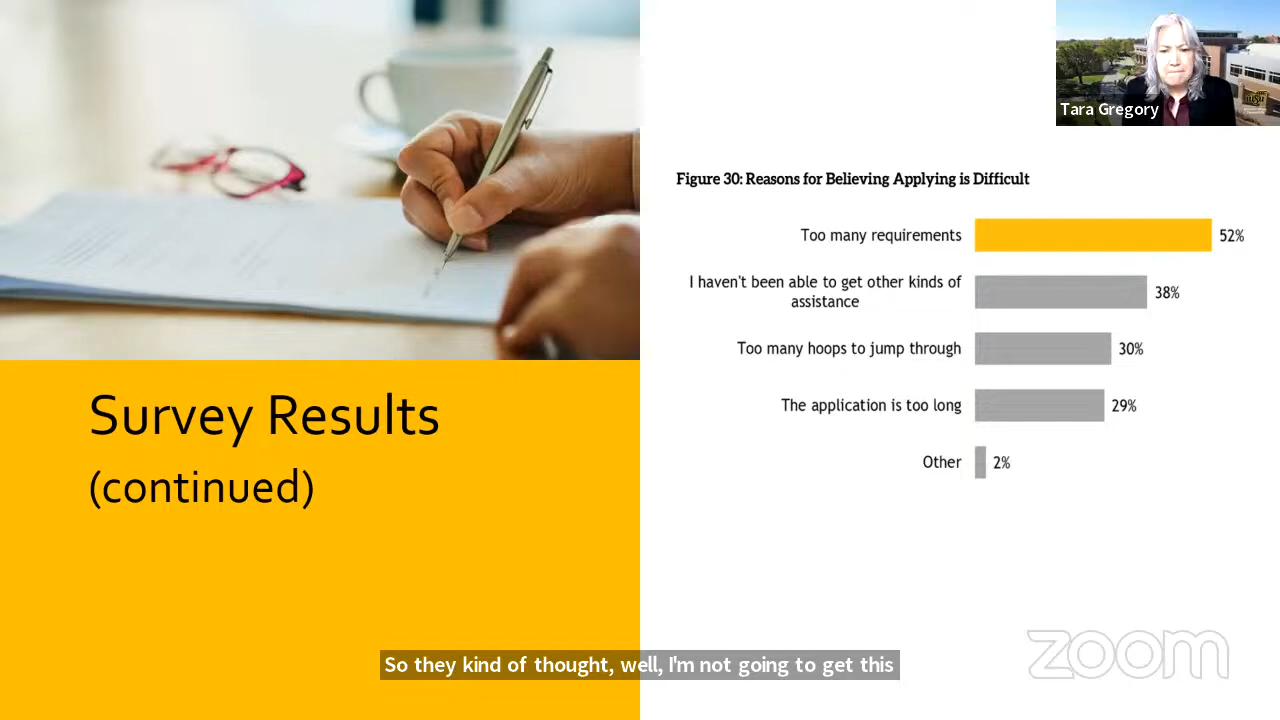 Tara Gregory
Figure 30: Reasons for Believing Applying is Difficult
Too many requirements
52%
I haven't been able to get other kinds of
assistance
38%
Too many hoops to jump through
30%
The application is too long
29%
Other
2%
Survey Results
(continued)
So they kind of thought, well, I'm not going to get this
zoom